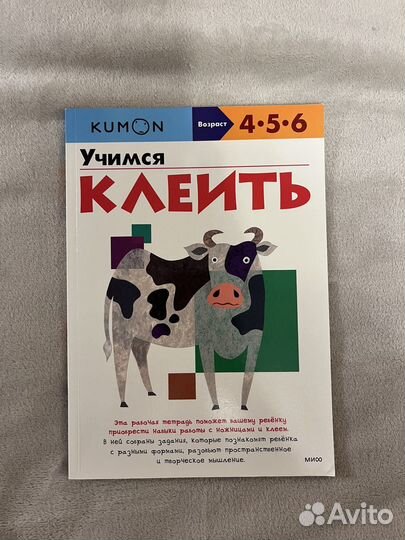 KUMON
Возраст
4•5•6
Учимся
КЛЕИТЬ
Эта рабочая тетрадь поможет вашему ребёнку
приобрести навыки работы с ножницами и клеем.
В ней собраны задания, которые познакомят ребёнка
с разными формами, разовьют пространственное
и творческое мышление.
МИФ
Avito